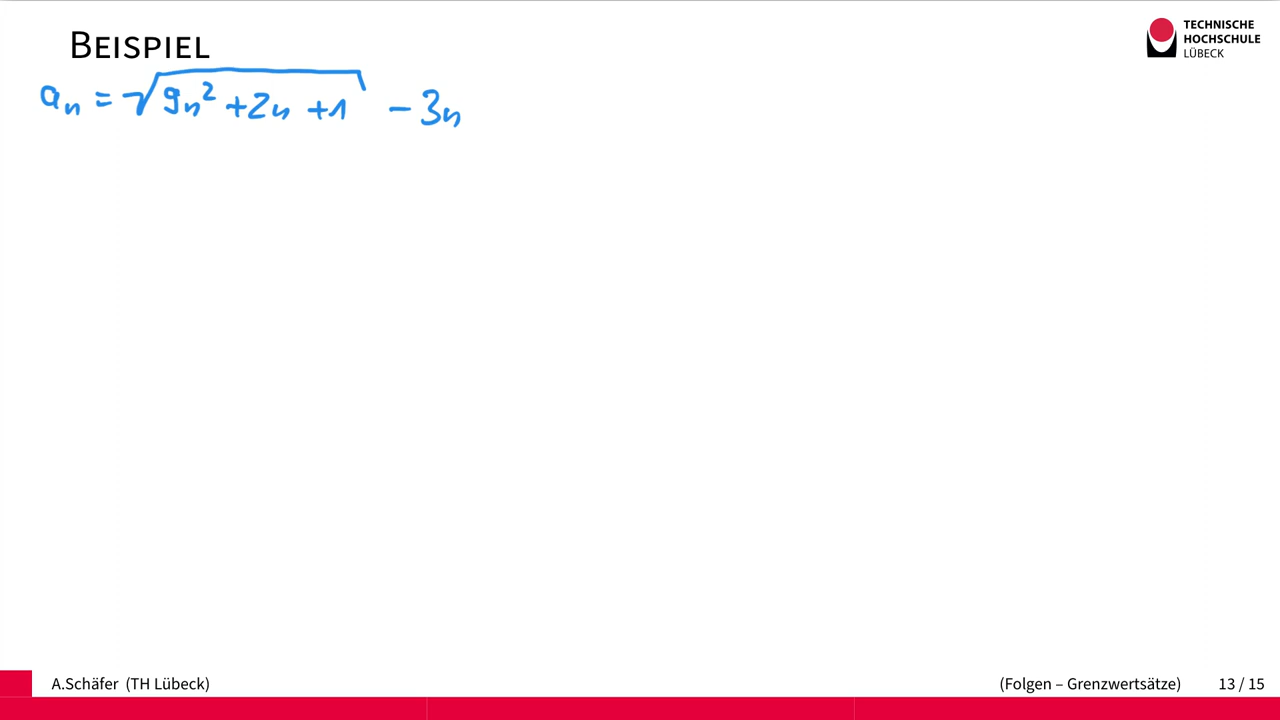 BEISPIEL
TECHNISCHE
HOCHSCHULE
LÜBECK
aₙ = √(9n² + 2n + 1) − 3n
A.Schäfer (TH Lübeck) (Folgen – Grenzwertsätze) 13 / 15